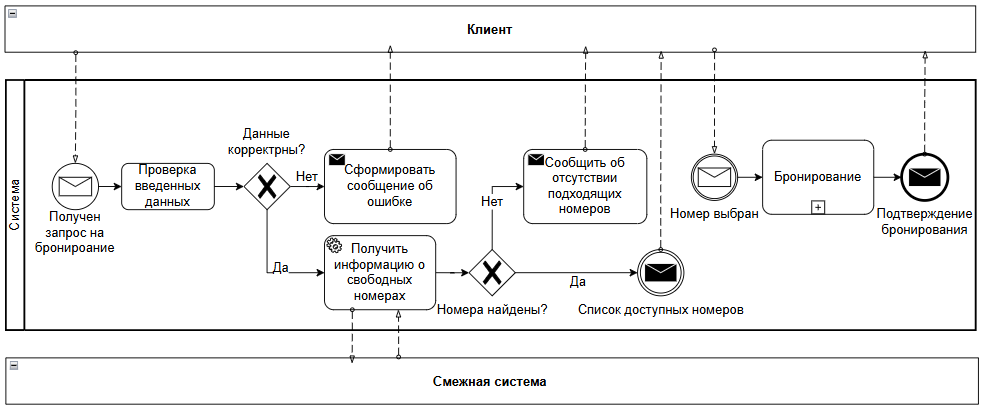 Клиент
Система
Получен
запрос на
бронироание
Проверка
введенных
данных
Данные
корректрны?
Нет
Сформировать
сообщение об
ошибке
Да
Получить
информацию о
свободных
номерах
Номера найдены?
Нет
Сообщить об
отсутствии
подходящих
номеров
Да
Список доступных номеров
Номер выбран
Бронирование
Подтверждение
бронирования
Смежная система